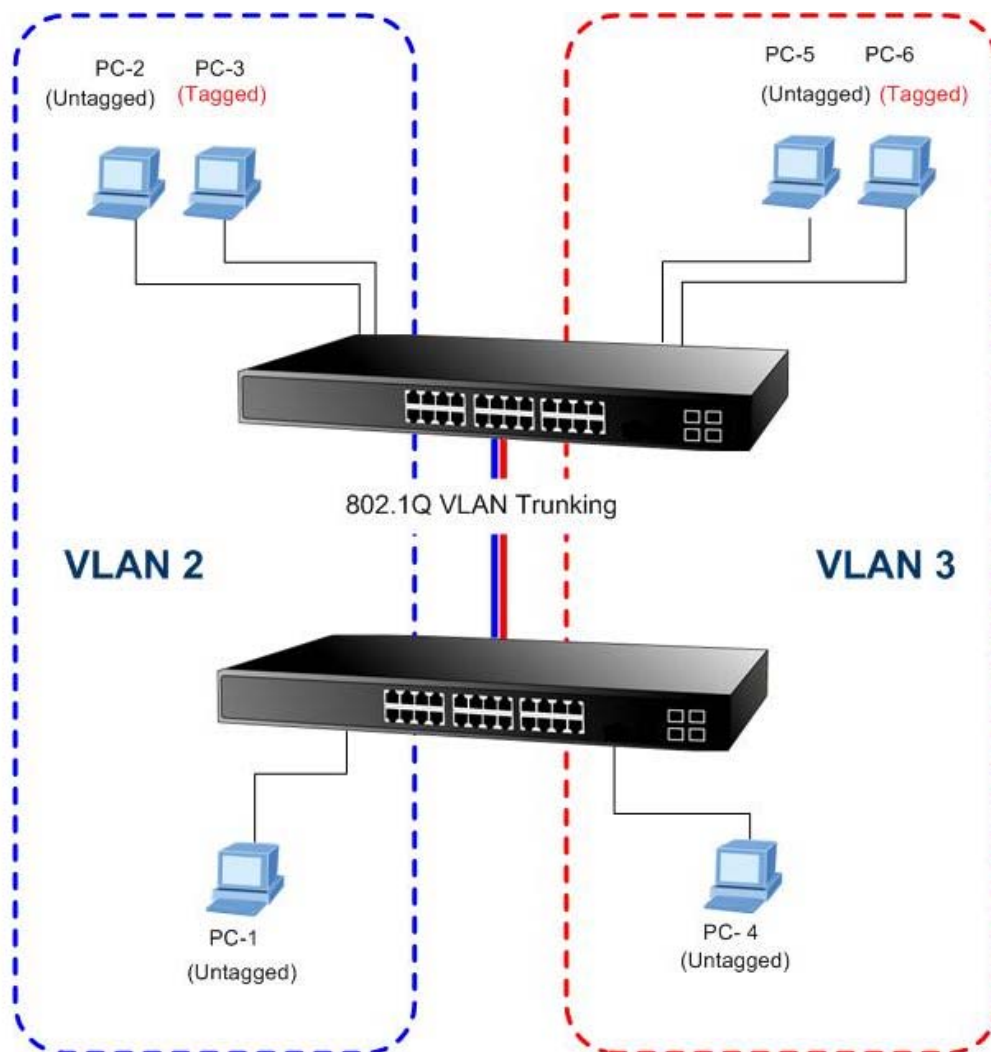 PC-2 PC-3
(Untagged) (Tagged)
PC-5 PC-6
(Untagged) (Tagged)
802.1Q VLAN Trunking
VLAN 2
VLAN 3
PC-1
(Untagged)
PC- 4
(Untagged)